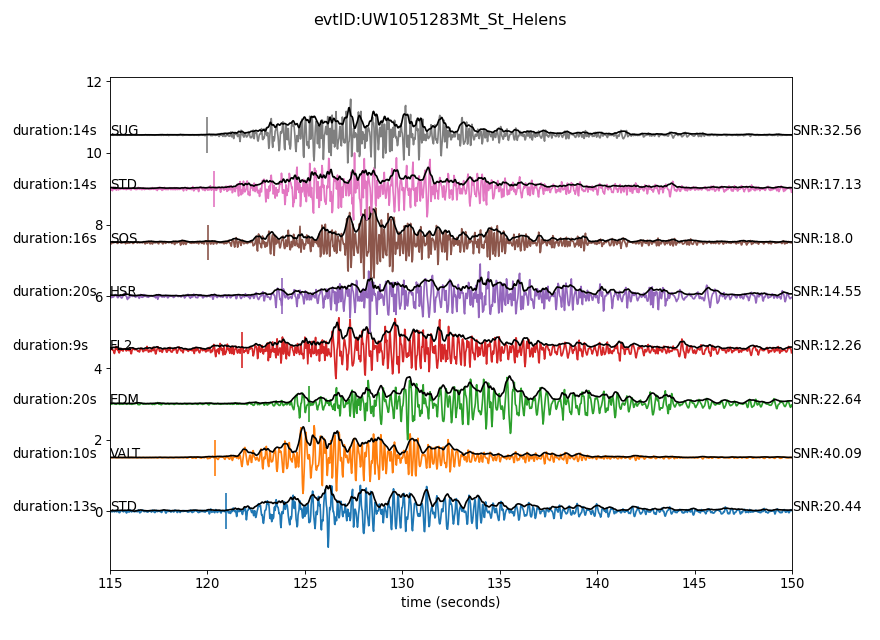 evtID:UW1051283Mt_St_Helens
12
duration:14s SUG SNR:32.56
10
duration:14s STD SNR:17.13
8
duration:16s SOS SNR:18.0
duration:20s HSR SNR:14.55
6
duration:9s FL2 SNR:12.26
4
duration:20s EDM SNR:22.64
2
duration:10s VALT SNR:40.09
duration:13s STD SNR:20.44
0
115 120 125 130 135 140 145 150
time (seconds)